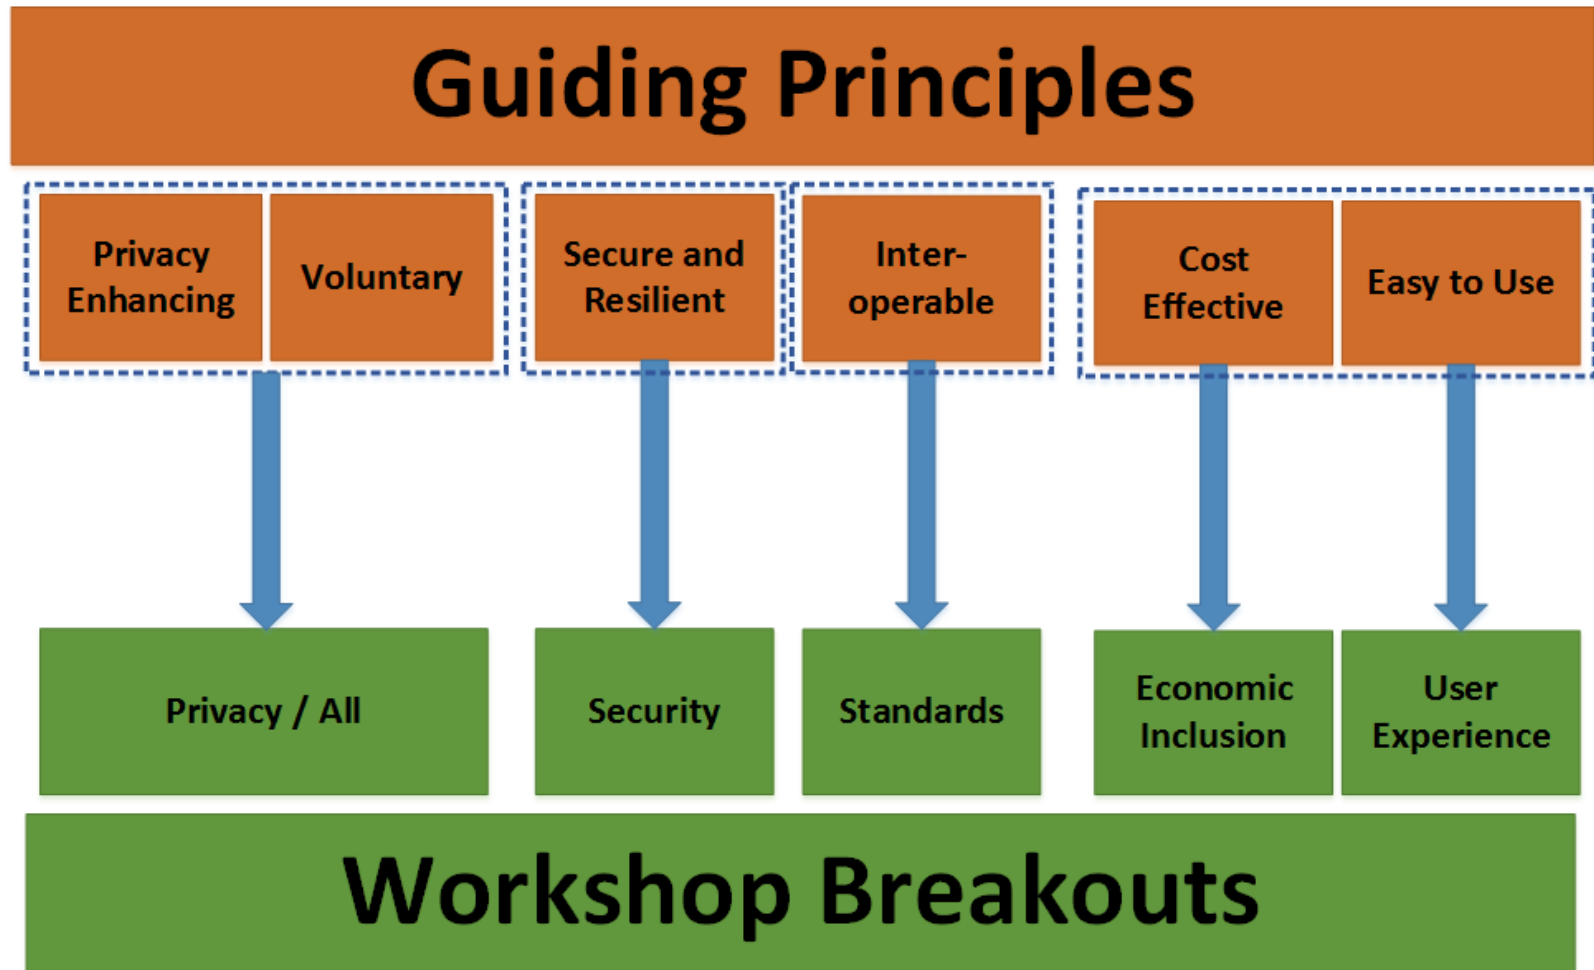 Guiding Principles
Privacy
Enhancing
Voluntary
Secure and
Resilient
Inter-
operable
Cost
Effective
Easy to Use
Privacy / All
Security
Standards
Economic
Inclusion
User
Experience
Workshop Breakouts